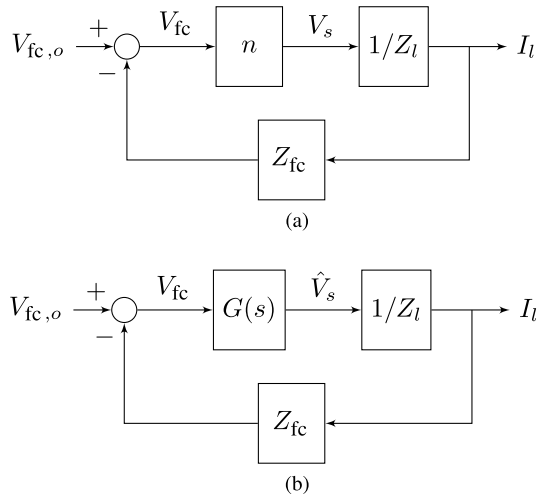 V_fc,o + − V_fc n V_s 1/Z_l I_l
Z_fc
(a)
V_fc,o + − V_fc G(s) V̂_s 1/Z_l I_l
Z_fc
(b)